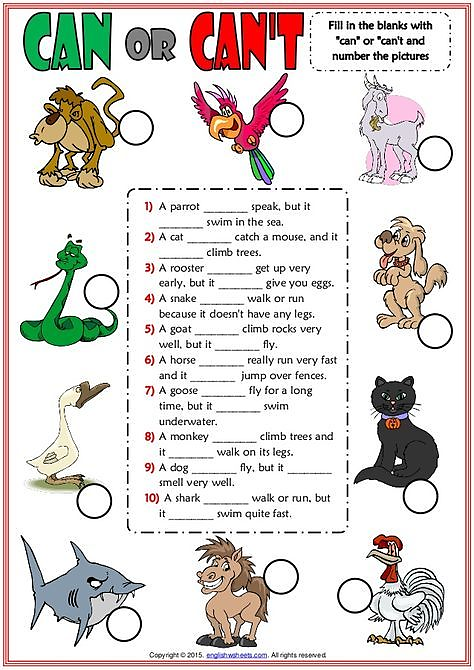 CAN OR CAN'T
Fill in the blanks with
"can" or "can't and
number the pictures
1) A parrot ________ speak, but it
________ swim in the sea.
2) A cat ________ catch a mouse, and it
________ climb trees.
3) A rooster ________ get up very
early, but it ________ give you eggs.
4) A snake ________ walk or run
because it doesn't have any legs.
5) A goat ________ climb rocks very
well, but it ________ fly.
6) A horse ________ really run very fast
and it ________ jump over fences.
7) A goose ________ fly for a long
time, but it ________ swim
underwater.
8) A monkey ________ climb trees and
it ________ walk on its legs.
9) A dog ________ fly, but it ________
smell very well.
10) A shark ________ walk or run, but
it ________ swim quite fast.
Copyright © 2015. englishwsheets.com. All rights reserved.